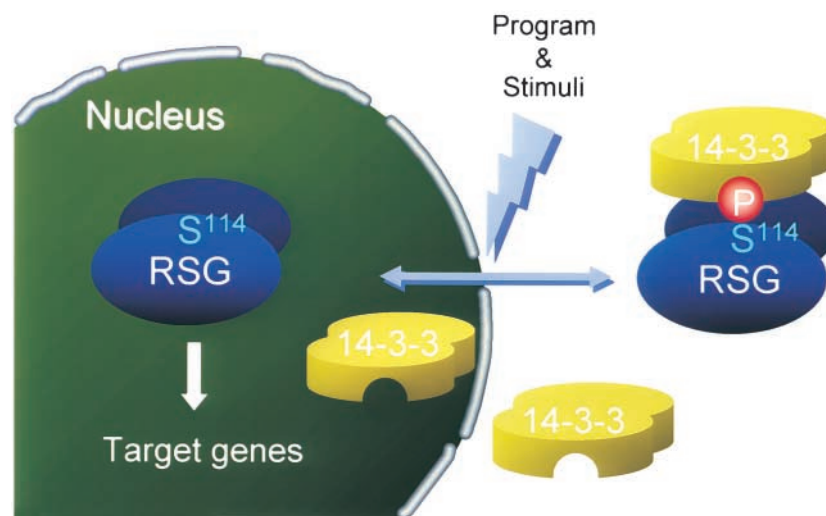 Program
&
Stimuli
Nucleus
S¹¹⁴
RSG
Target genes
14-3-3
14-3-3
14-3-3
P
S¹¹⁴
RSG